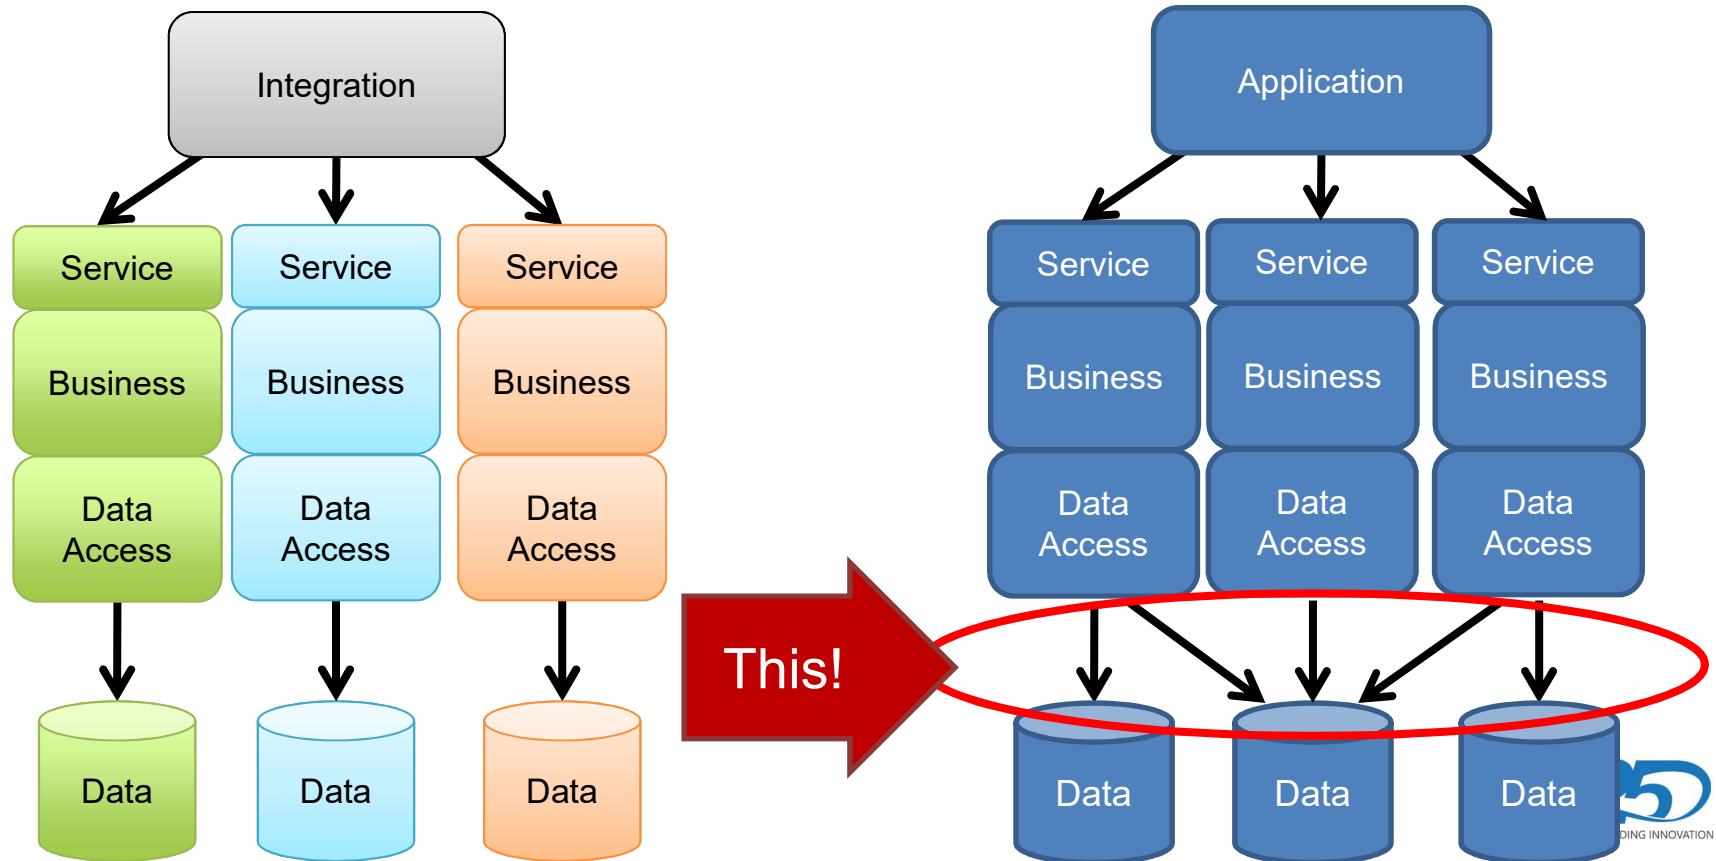 Integration
Application
Service
Service
Service
Service
Service
Service
Business
Business
Business
Business
Business
Business
Data
Access
Data
Access
Data
Access
Data
Access
Data
Access
Data
Access
This!
Data
Data
Data
Data
Data
Data
5
DING INNOVATION